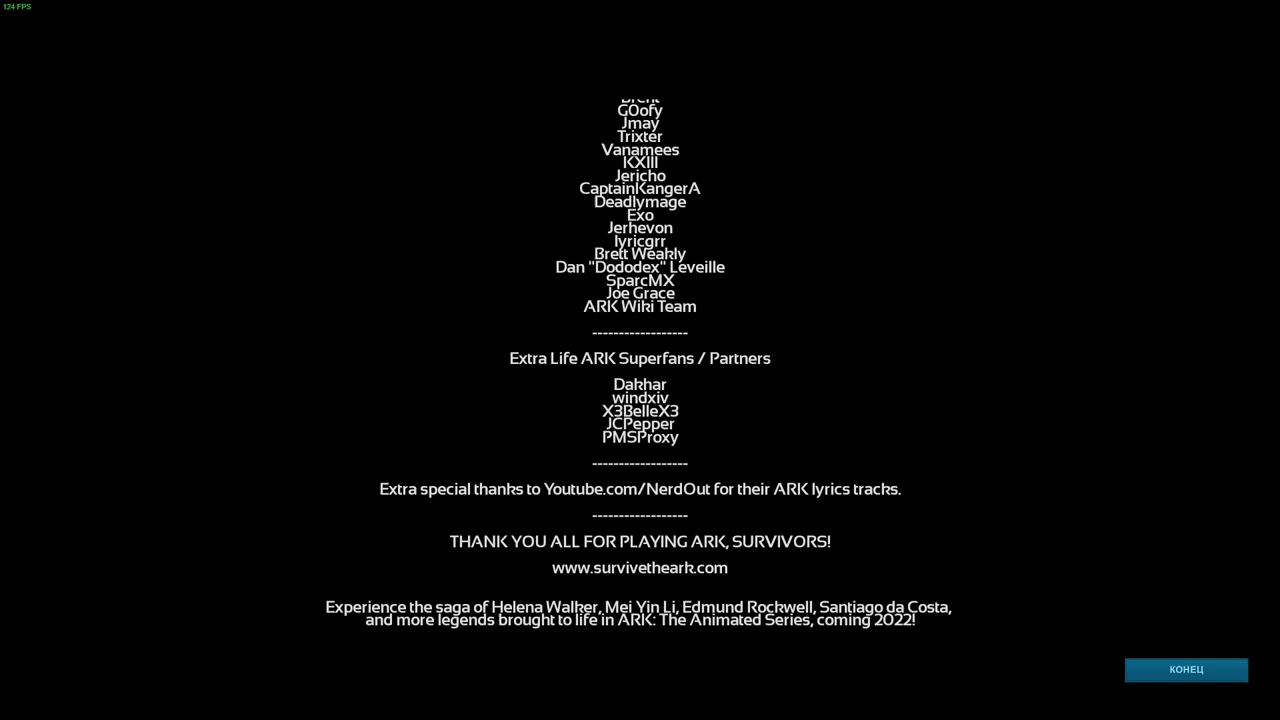 124 FPS
Brent
G0ofy
Jmay
Trixter
Vanamees
KXIII
Jericho
CaptainKangerA
Deadlymage
Exo
Jerhevon
lyricgrr
Brett Weakly
Dan "Dododex" Leveille
SparcMX
Joe Grace
ARK Wiki Team
------------------
Extra Life ARK Superfans / Partners
Dakhar
windxiv
X3BelleX3
JCPepper
PMSProxy
------------------
Extra special thanks to Youtube.com/NerdOut for their ARK lyrics tracks.
------------------
THANK YOU ALL FOR PLAYING ARK, SURVIVORS!
www.survivetheark.com
Experience the saga of Helena Walker, Mei Yin Li, Edmund Rockwell, Santiago da Costa,
and more legends brought to life in ARK: The Animated Series, coming 2022!
КОНЕЦ